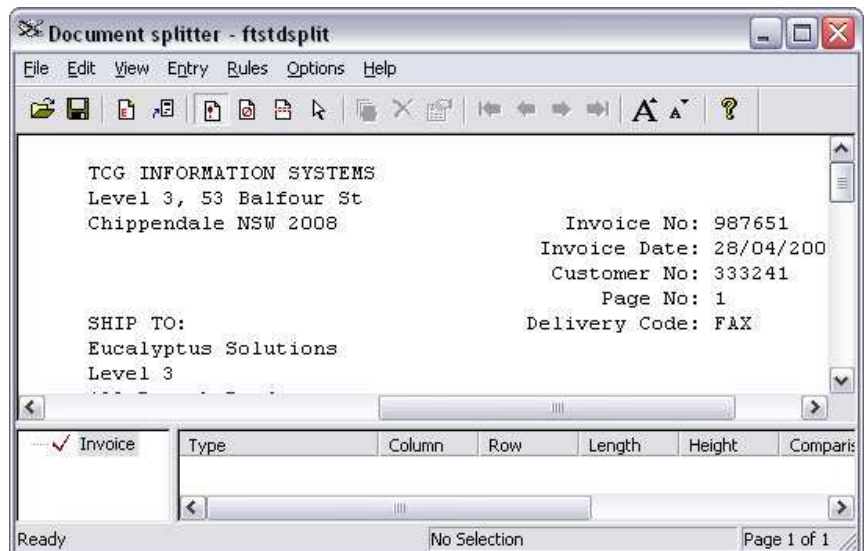 Document splitter - ftstdsplit
File Edit View Entry Rules Options Help
TCG INFORMATION SYSTEMS
Level 3, 53 Balfour St
Chippendale NSW 2008 Invoice No: 987651
Invoice Date: 28/04/200
Customer No: 333241
Page No: 1
SHIP TO: Delivery Code: FAX
Eucalyptus Solutions
Level 3
Invoice Type Column Row Length Height Comparis
Ready No Selection Page 1 of 1